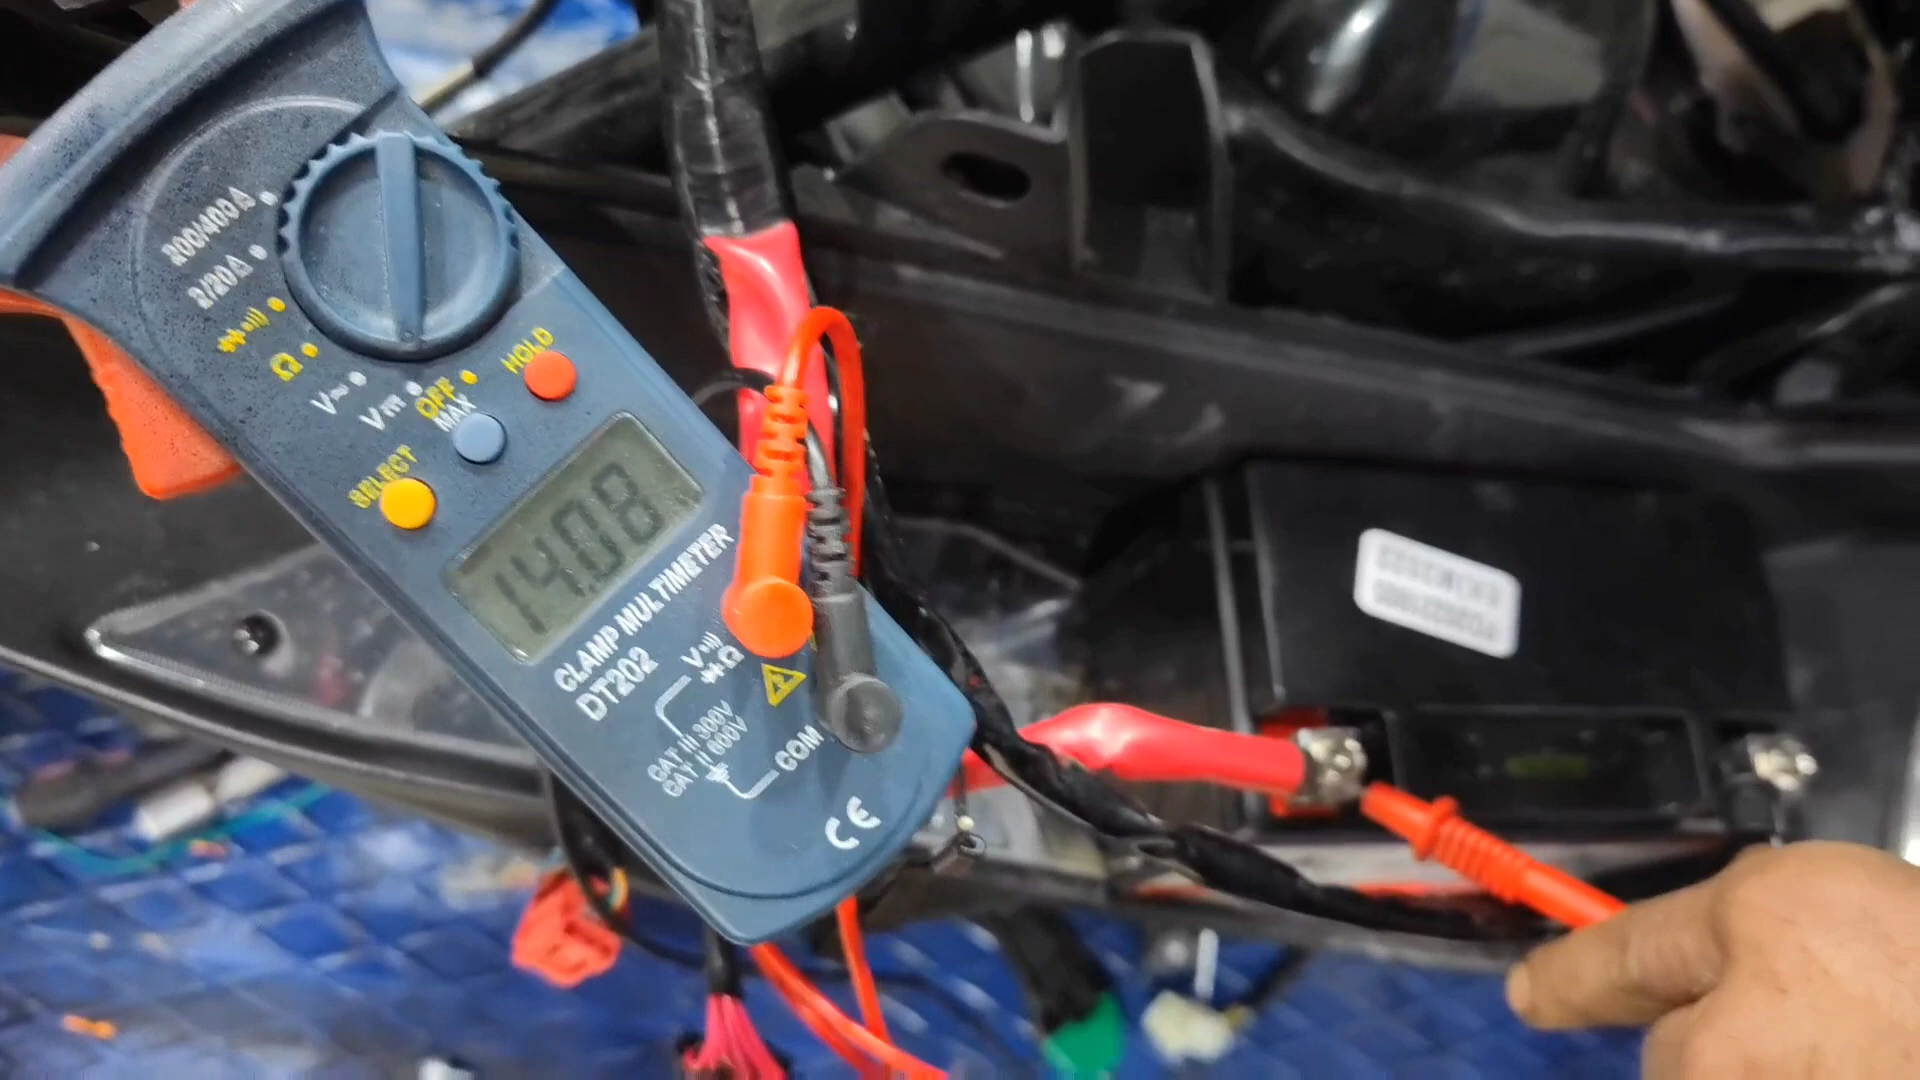 200/400A
2/20A
Ω
V~
V⎓
OFF
HOLD
MAX
SELECT
14.08
CLAMP MULTIMETER
DT202
V
Ω
CAT III 300V
CAT II 600V
COM
CE